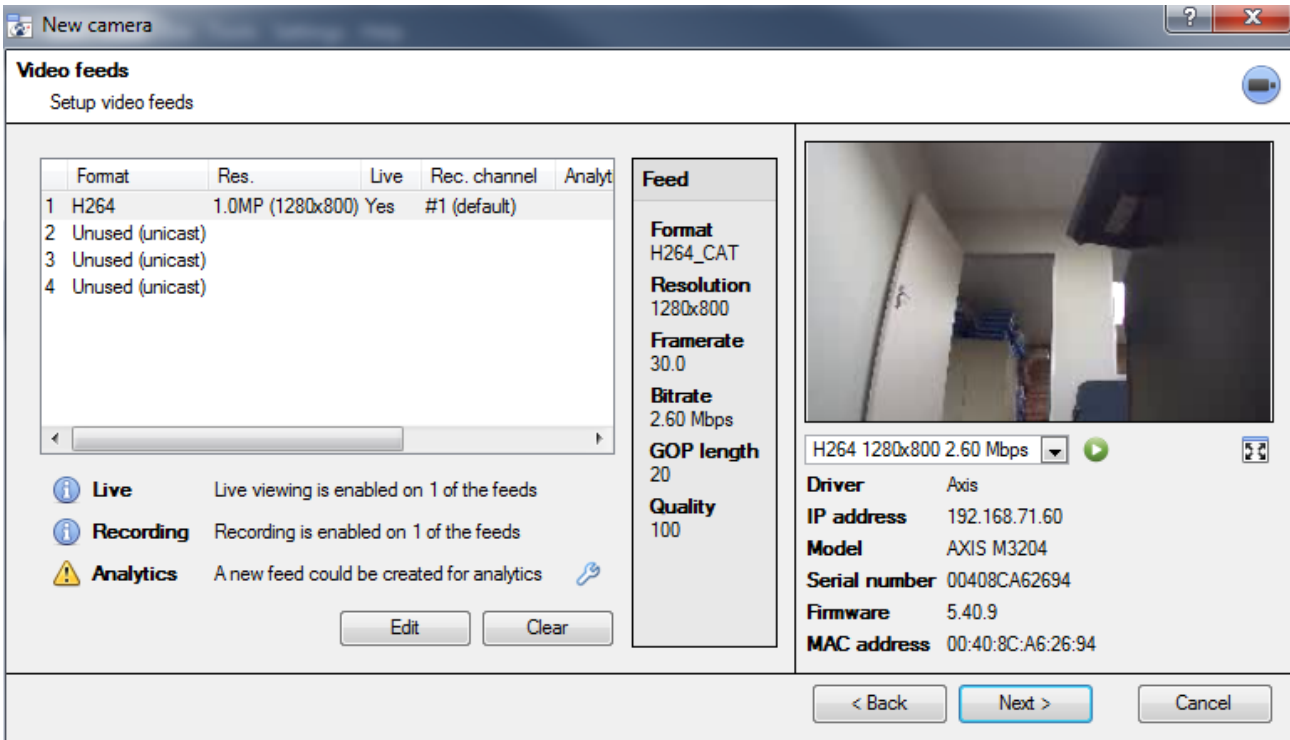 New camera
Video feeds
Setup video feeds
Format Res. Live Rec. channel Analyt
1 H264 1.0MP (1280x800) Yes #1 (default)
2 Unused (unicast)
3 Unused (unicast)
4 Unused (unicast)
Live Live viewing is enabled on 1 of the feeds
Recording Recording is enabled on 1 of the feeds
Analytics A new feed could be created for analytics
Edit Clear
Feed
Format
H264_CAT
Resolution
1280x800
Framerate
30.0
Bitrate
2.60 Mbps
GOP length
20
Quality
100
H264 1280x800 2.60 Mbps
Driver Axis
IP address 192.168.71.60
Model AXIS M3204
Serial number 00408CA62694
Firmware 5.40.9
MAC address 00:40:8C:A6:26:94
< Back Next > Cancel